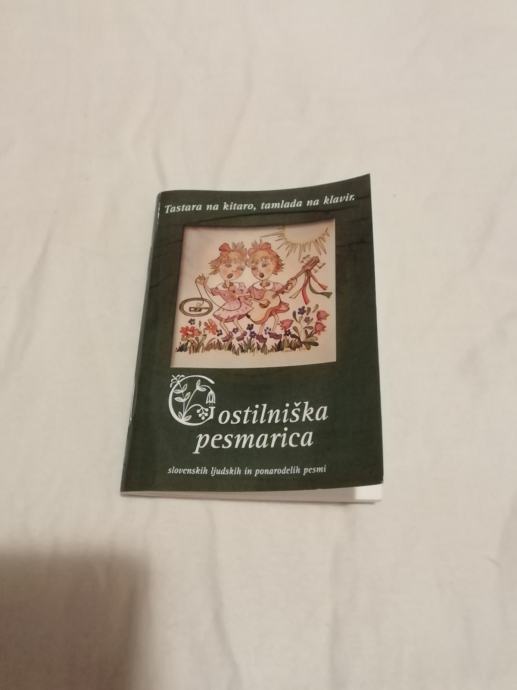 Tastara na kitaro, tamlada na klavir.
Gostilniška
pesmarica
slovenskih ljudskih in ponarodelih pesmi